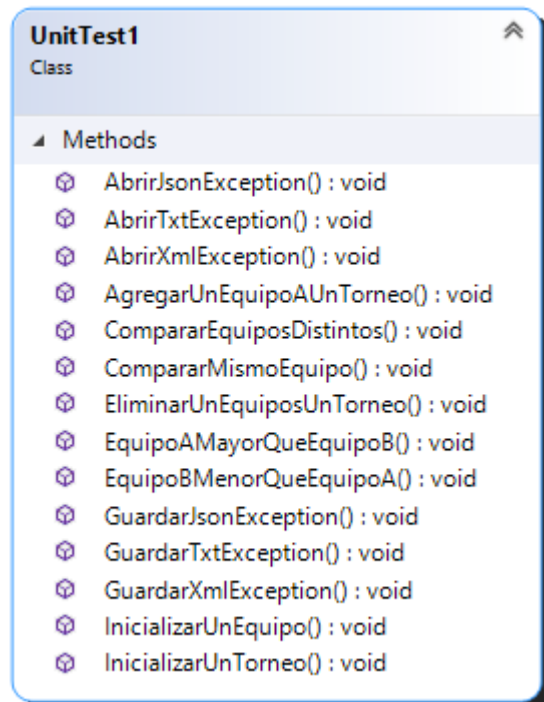 UnitTest1
Class
Methods
AbrirJsonException() : void
AbrirTxtException() : void
AbrirXmlException() : void
AgregarUnEquipoAUnTorneo() : void
CompararEquiposDistintos() : void
CompararMismoEquipo() : void
EliminarUnEquiposUnTorneo() : void
EquipoAMayorQueEquipoB() : void
EquipoBMenorQueEquipoA() : void
GuardarJsonException() : void
GuardarTxtException() : void
GuardarXmlException() : void
InicializarUnEquipo() : void
InicializarUnTorneo() : void